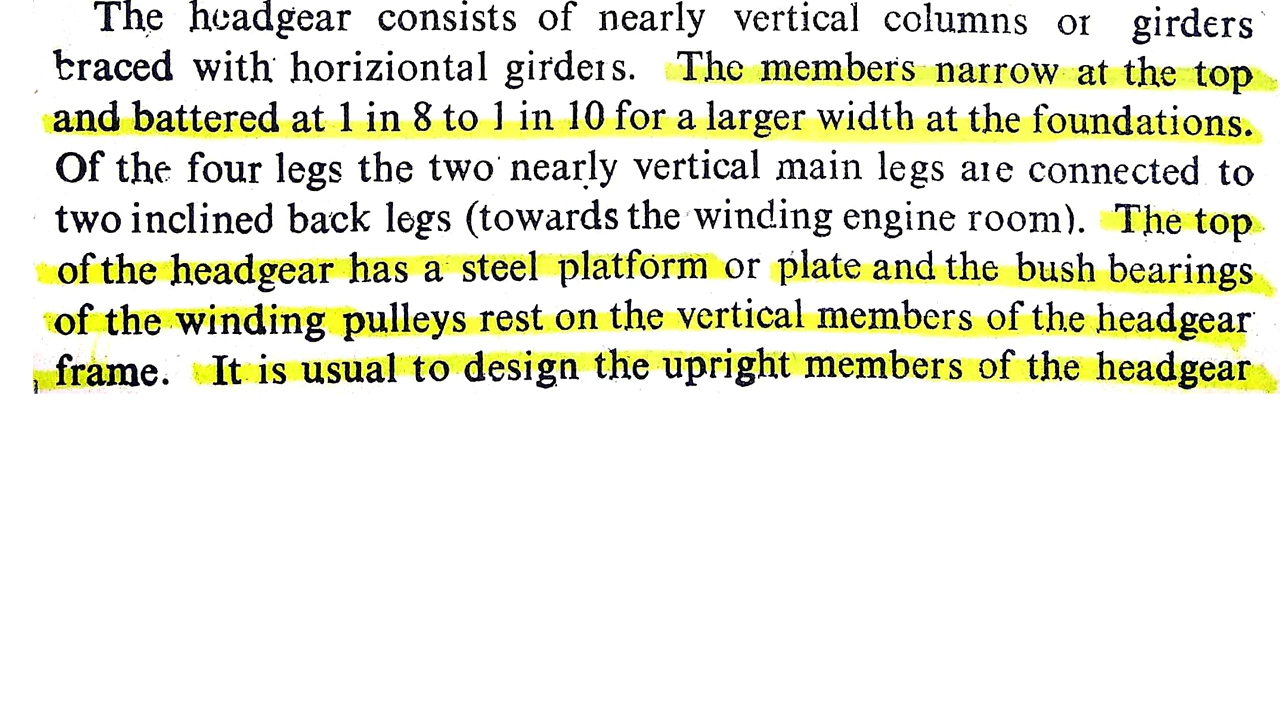 The headgear consists of nearly vertical columns or girders
braced with horiziontal girders. The members narrow at the top
and battered at 1 in 8 to 1 in 10 for a larger width at the foundations.
Of the four legs the two nearly vertical main legs are connected to
two inclined back legs (towards the winding engine room). The top
of the headgear has a steel platform or plate and the bush bearings
of the winding pulleys rest on the vertical members of the headgear
frame. It is usual to design the upright members of the headgear